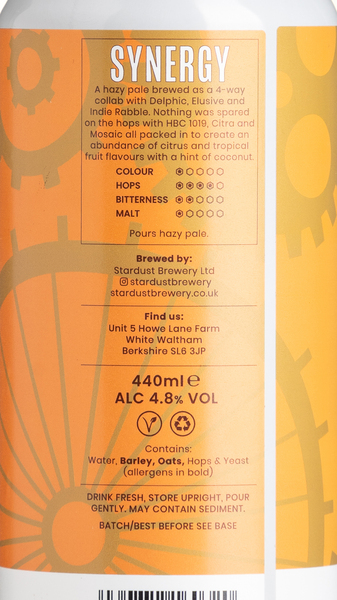 SYNERGY
A hazy pale brewed as a 4-way
collab with Delphic, Elusive and
Indie Rabble. Nothing was spared
on the hops with HBC 1019, Citra and
Mosaic all packed in to create an
abundance of citrus and tropical
fruit flavours with a hint of coconut.
COLOUR
HOPS
BITTERNESS
MALT
Pours hazy pale.
Brewed by:
Stardust Brewery Ltd
stardustbrewery
stardustbrewery.co.uk
Find us:
Unit 5 Howe Lane Farm
White Waltham
Berkshire SL6 3JP
440ml e
ALC 4.8% VOL
V
Contains:
Water, Barley, Oats, Hops & Yeast
(allergens in bold)
DRINK FRESH, STORE UPRIGHT, POUR
GENTLY. MAY CONTAIN SEDIMENT.
BATCH/BEST BEFORE SEE BASE